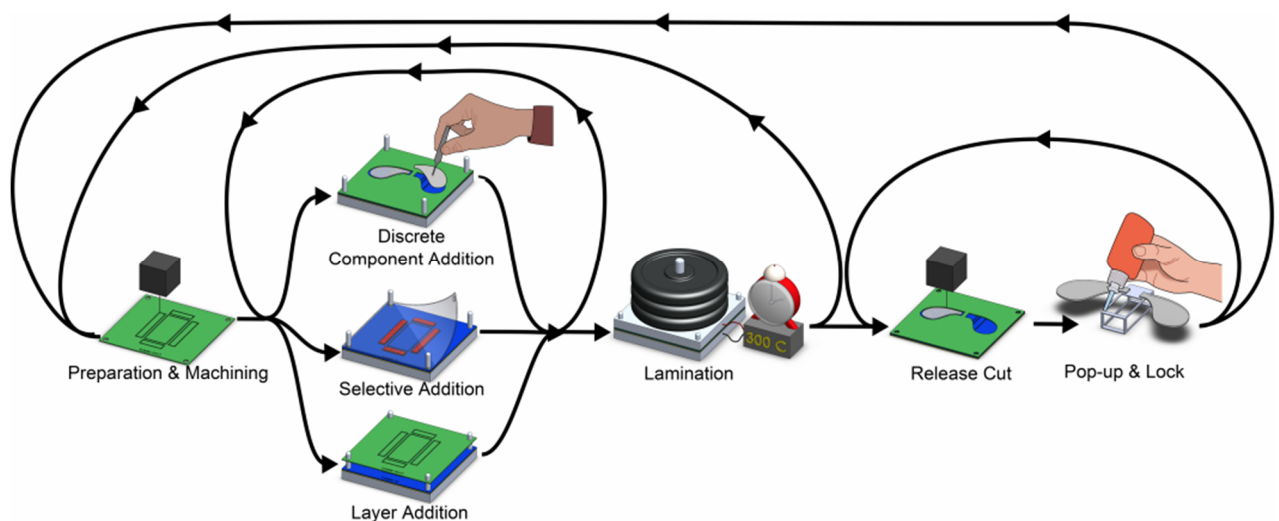 Discrete
Component Addition
Preparation & Machining
Selective Addition
Layer Addition
300 C
Lamination
Release Cut
Pop-up & Lock